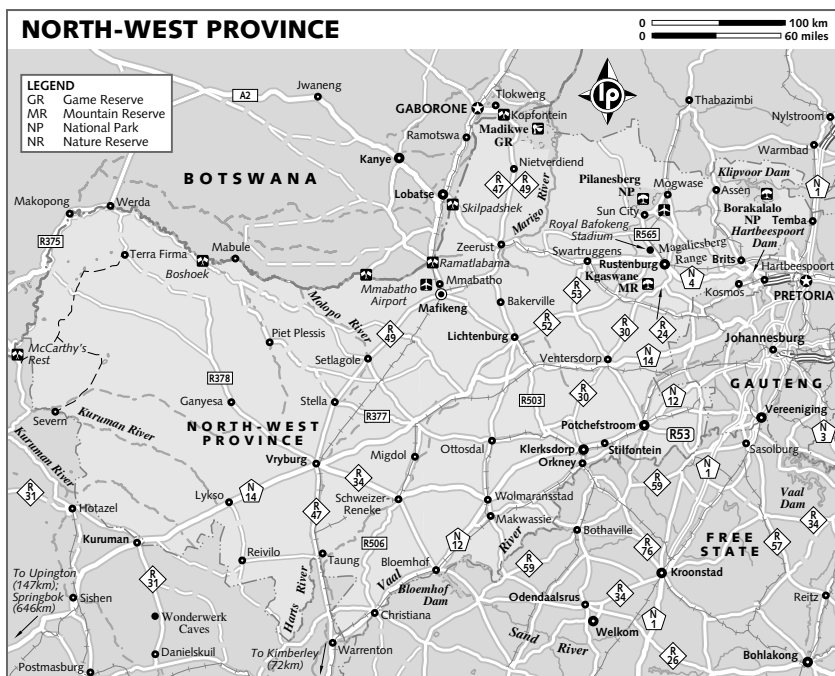 NORTH-WEST PROVINCE
0 100 km
0 60 miles
LEGEND
GR Game Reserve
MR Mountain Reserve
NP National Park
NR Nature Reserve
lp
Jwaneng
A2
GABORONE
Tlokweng
Kopfontein
Madikwe
GR
Ramotswa
Thabazimbi
Nylstroom
Warmbad
Kanye
Nietverdiend
BOTSWANA
Lobatse
R
47
R
49
Marigo River
Pilanesberg
NP
Mogwase
Klipvoor Dam
Assen
N
1
Skilpadshek
Sun City
Borakalalo
NP
Temba
Makopong
Werda
Royal Bafokeng
Stadium
R565
Hartbeespoort
Dam
R375
Terra Firma
Mabule
Boshoek
Zeerust
Ramatlabama
Swartruggens
Magaliesberg
Range
Brits
Rustenburg
Hartbeespoort
Kgaswane
MR
N
4
Kosmos
PRETORIA
Mmabatho
Airport
Mmabatho
Mafikeng
R
53
Bakerville
Molopo River
R
49
R
52
R
30
R
24
Piet Plessis
Lichtenburg
McCarthy's
Rest
Setlagole
Ventersdorp
N
14
Johannesburg
R378
GAUTENG
Severn
Kuruman River
Ganyesa
Stella
R377
R503
R
30
N
12
NORTH-WEST
PROVINCE
Potchefstroom
R53
Vereeniging
N
3
Kuruman River
Vryburg
Migdol
Ottosdal
Klerksdorp
Stilfontein
Orkney
Sasolburg
N
1
R
31
Hotazel
Lykso
N
14
R
34
R
47
Schweizer-
Reneke
Wolmaransstad
R
59
Vaal
Dam
R
34
Makwassie
Kuruman
Reivilo
R506
N
12
Bothaville
FREE
STATE
R
57
Taung
Bloemhof
Vaal River
R
59
R
76
R
31
To Upington
(147km);
Springbok
(646km)
Sishen
Harts River
Bloemhof
Dam
Kroonstad
R
34
Reitz
Wonderwerk
Caves
Christiana
Odendaalsrus
Sand River
Welkom
N
1
Danielskuil
To Kimberley
(72km)
Warrenton
R
26
Postmasburg
Bohlakong